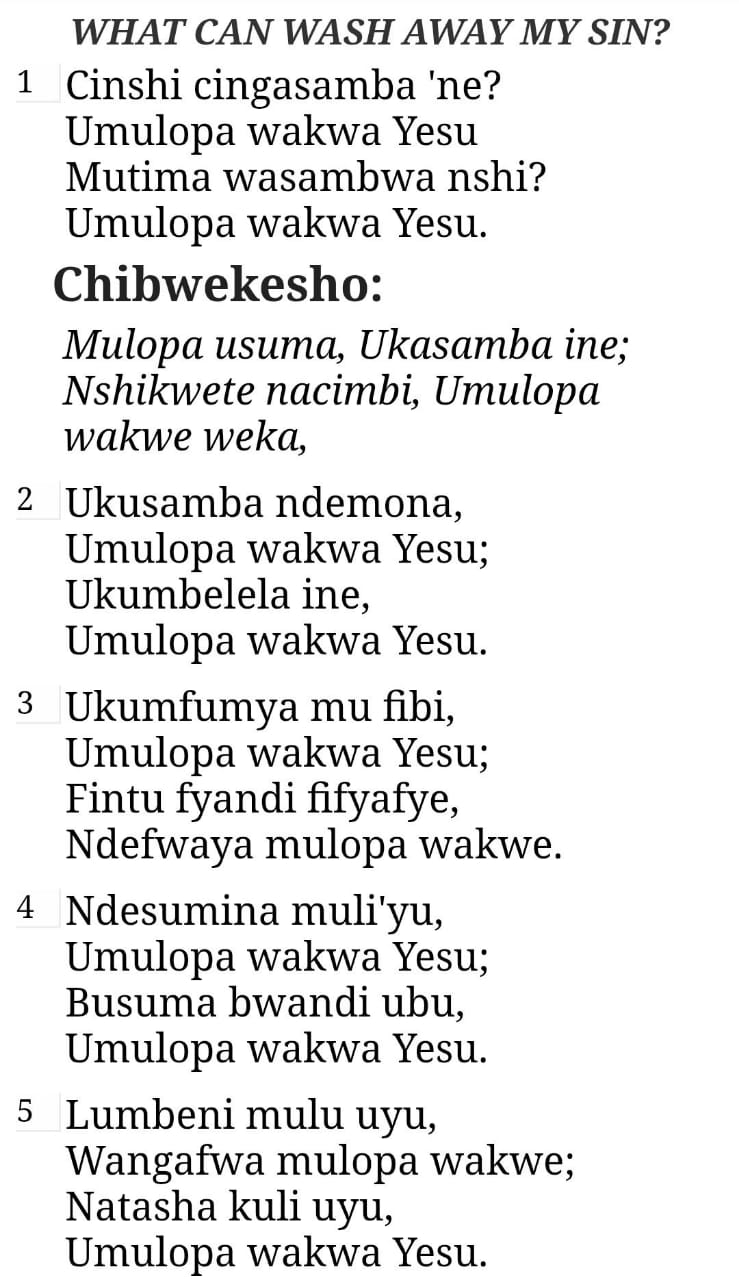 WHAT CAN WASH AWAY MY SIN?
1 Cinshi cingasamba 'ne?
Umulopa wakwa Yesu
Mutima wasambwa nshi?
Umulopa wakwa Yesu.
Chibwekesho:
Mulopa usuma, Ukasamba ine;
Nshikwete nacimbi, Umulopa
wakwe weka,
2 Ukusamba ndemona,
Umulopa wakwa Yesu;
Ukumbelela ine,
Umulopa wakwa Yesu.
3 Ukumfumya mu fibi,
Umulopa wakwa Yesu;
Fintu fyandi fifyafye,
Ndefwaya mulopa wakwe.
4 Ndesumina muli'yu,
Umulopa wakwa Yesu;
Busuma bwandi ubu,
Umulopa wakwa Yesu.
5 Lumbeni mulu uyu,
Wangafwa mulopa wakwe;
Natasha kuli uyu,
Umulopa wakwa Yesu.